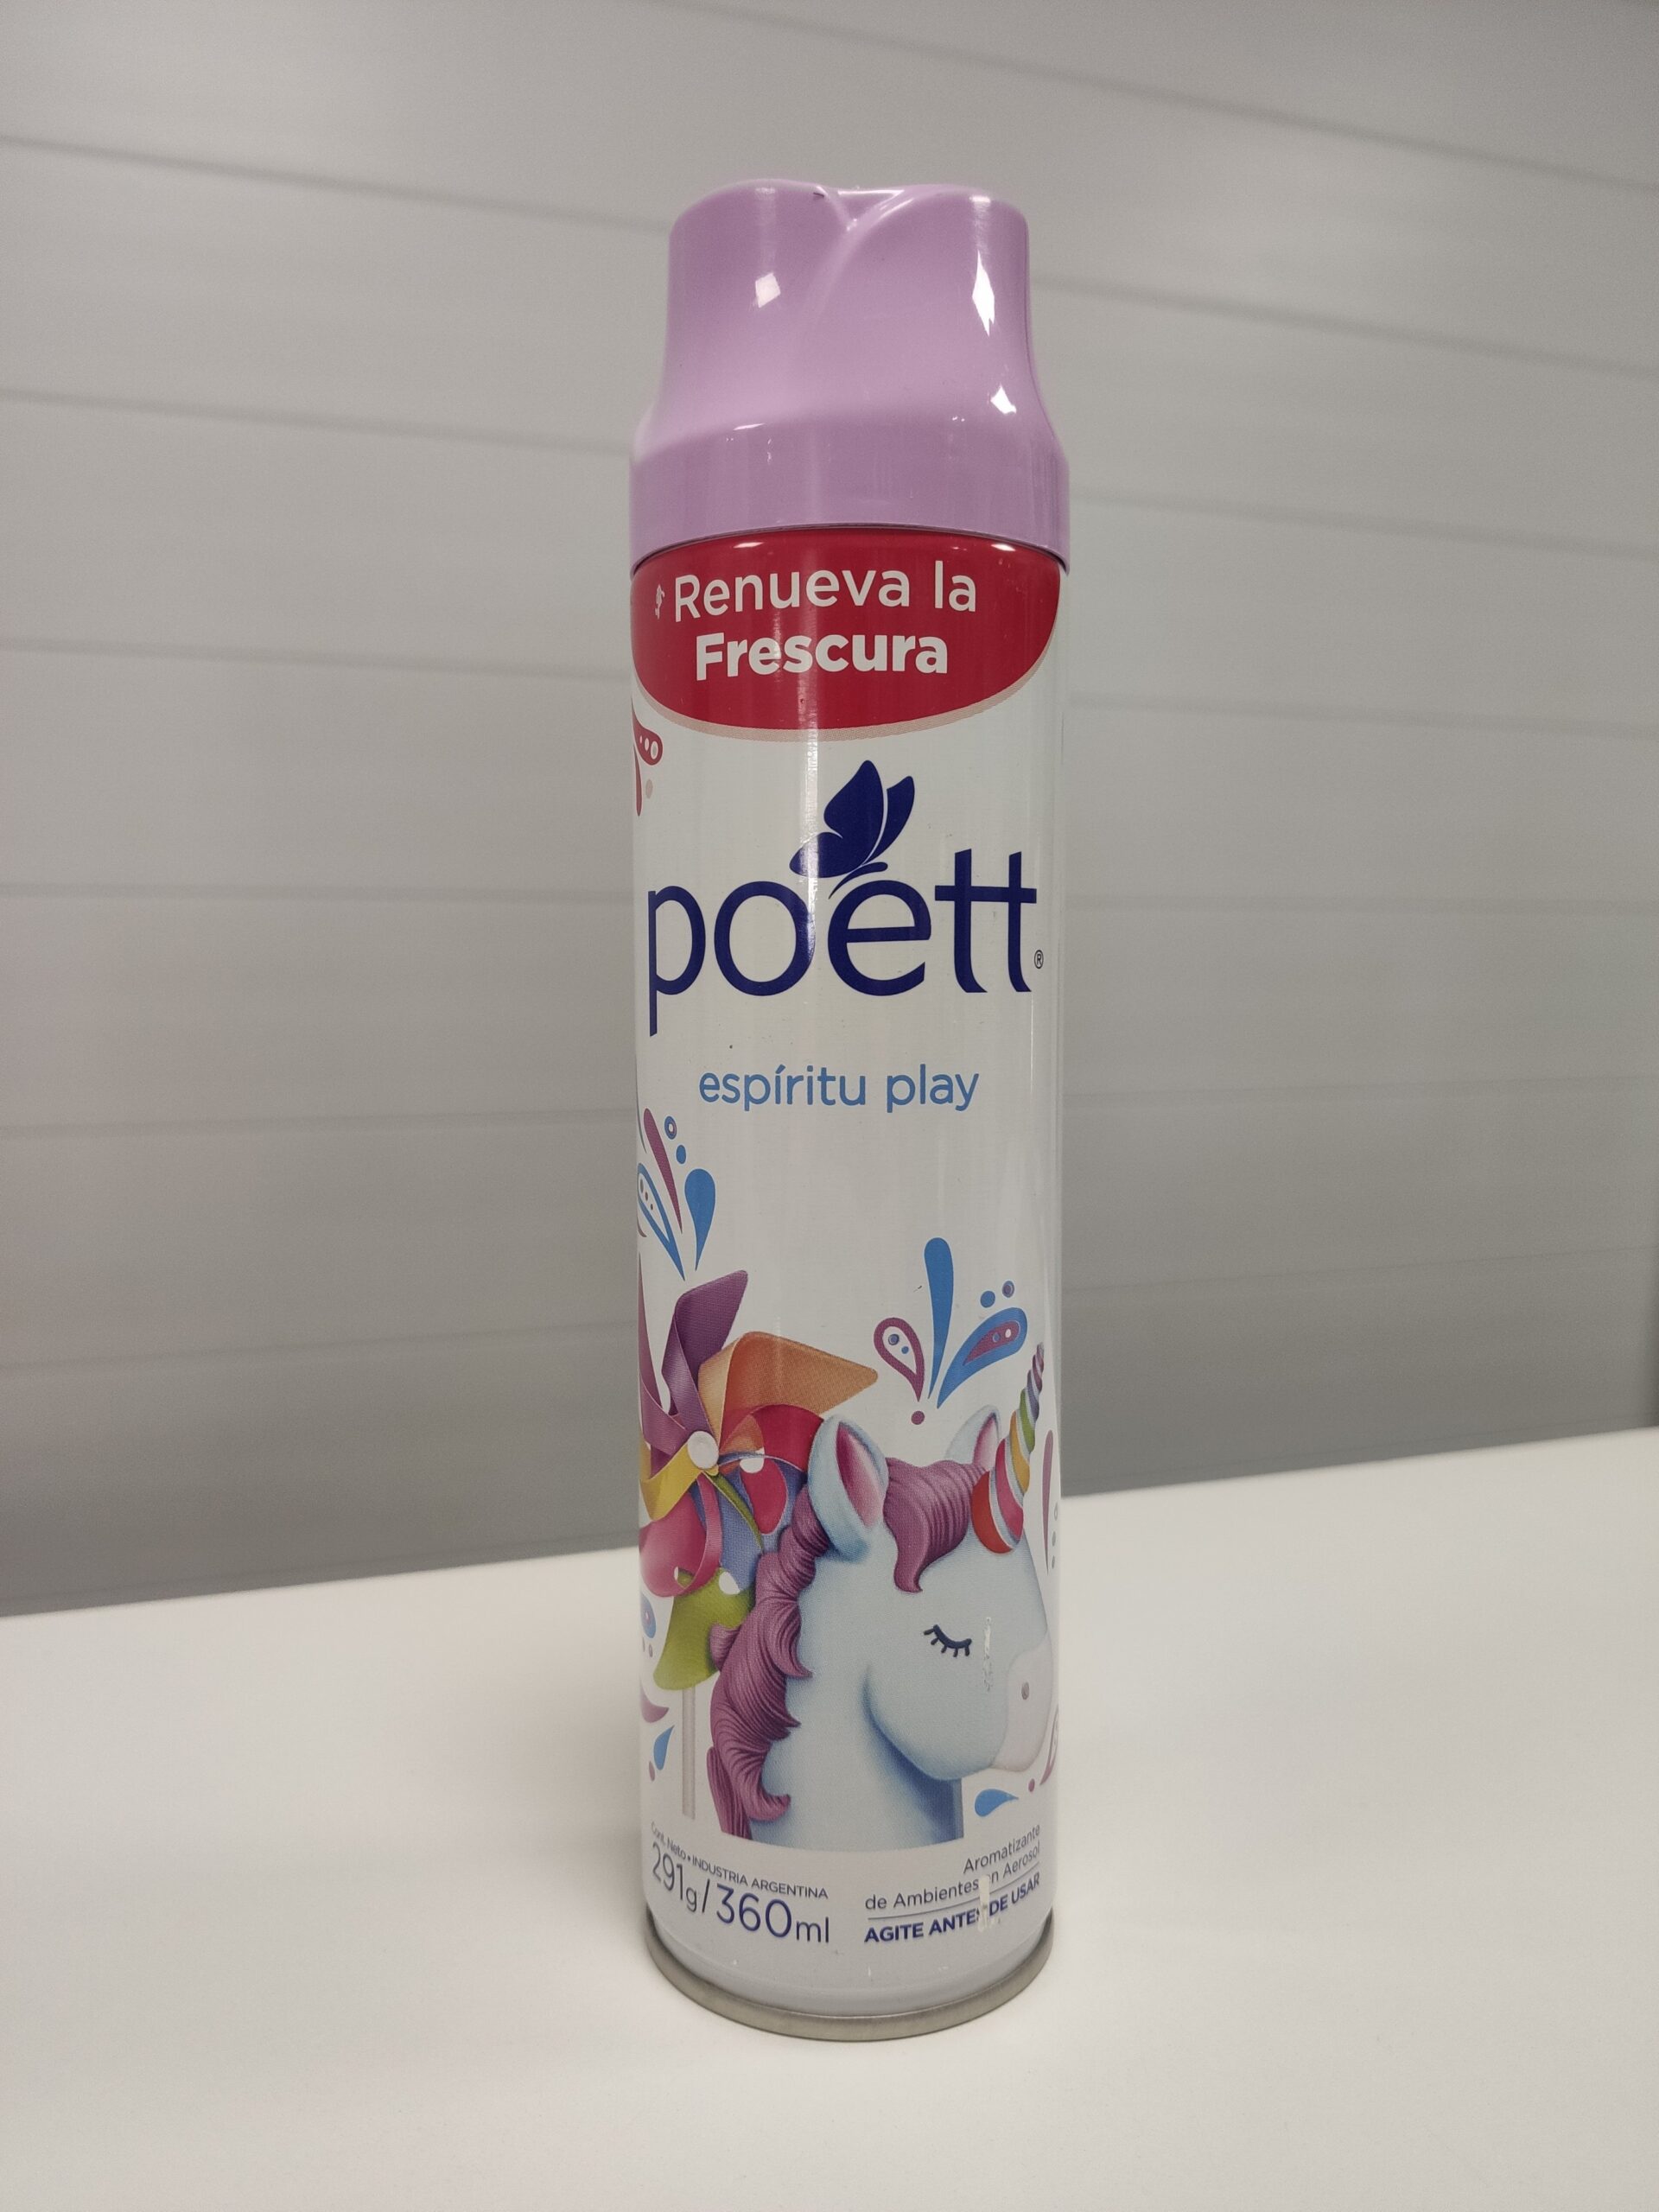 Renueva la
Frescura
poett®
espíritu play
Cont. Neto • INDUSTRIA ARGENTINA
291g/360ml
Aromatizante
de Ambientes en Aerosol
AGITE ANTES DE USAR